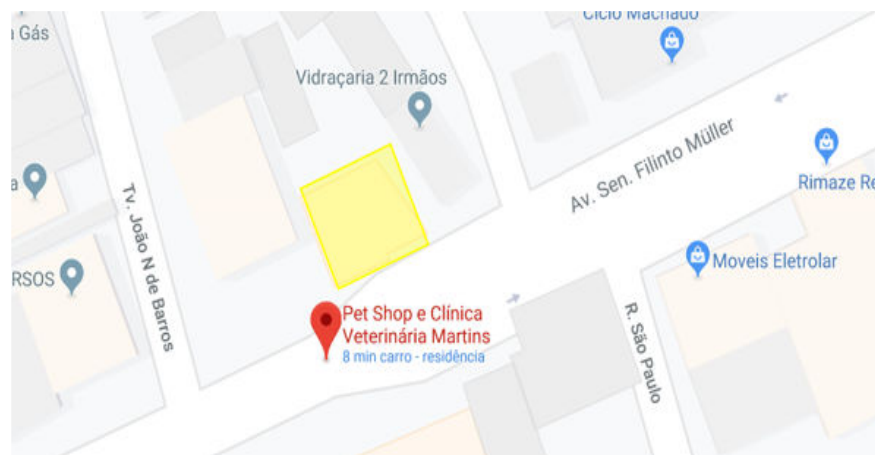 Ciclo Machado
Gás
Vidraçaria 2 Irmãos
Av. Sen. Filinto Müller
Rimaze Re
Tv. João N de Barros
RSOS
Moveis Eletrolar
Pet Shop e Clínica
Veterinária Martins
8 min carro - residência
R. São Paulo